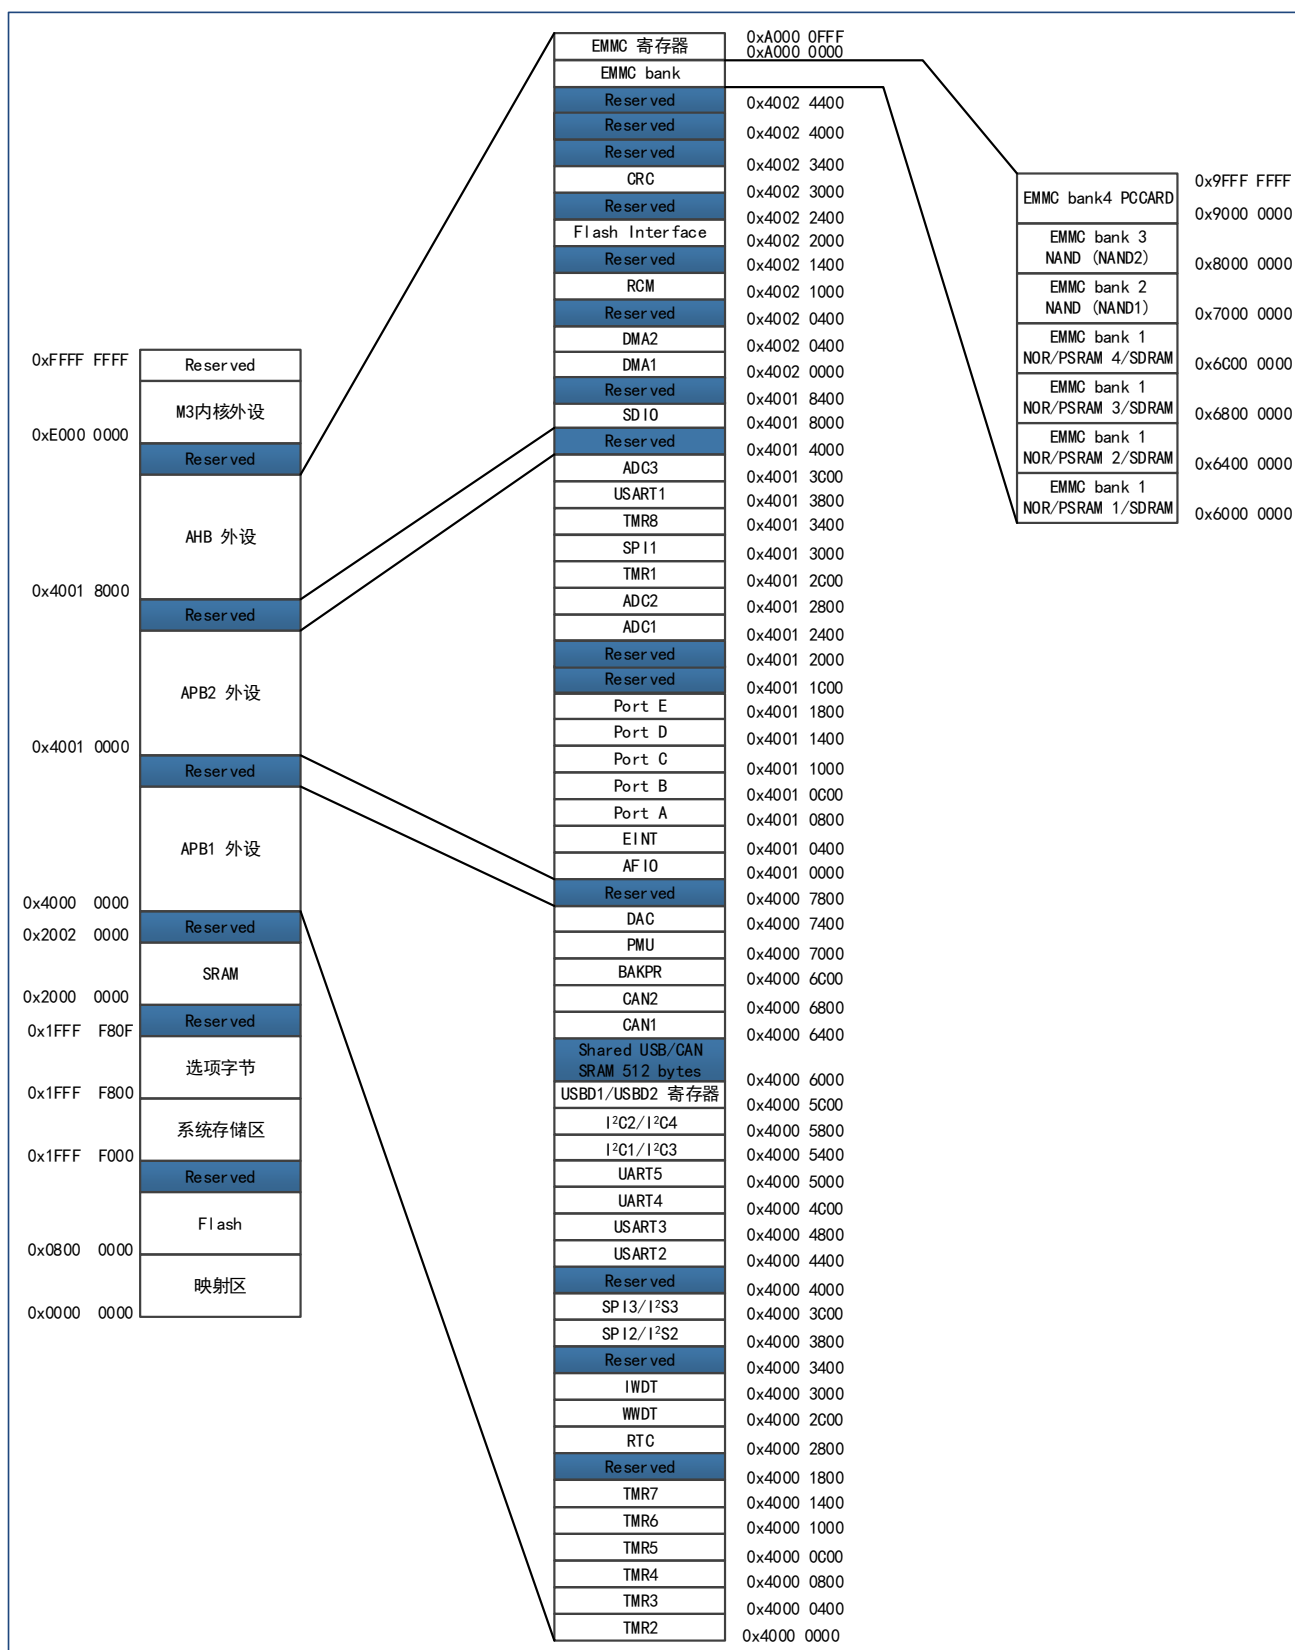 0xFFFF FFFF
Reserved
M3内核外设
0xE000 0000
Reserved
AHB 外设
0x4001 8000
Reserved
APB2 外设
0x4001 0000
Reserved
APB1 外设
0x4000 0000
Reserved
0x2002 0000
SRAM
0x2000 0000
Reserved
0x1FFF F80F
选项字节
0x1FFF F800
系统存储区
0x1FFF F000
Reserved
Flash
0x0800 0000
映射区
0x0000 0000
EMMC 寄存器
0xA000 0FFF
0xA000 0000
EMMC bank
Reserved
0x4002 4400
Reserved
0x4002 4000
Reserved
0x4002 3400
CRC
0x4002 3000
Reserved
0x4002 2400
Flash Interface
0x4002 2000
Reserved
0x4002 1400
RCM
0x4002 1000
Reserved
0x4002 0400
DMA2
0x4002 0400
DMA1
0x4002 0000
Reserved
0x4001 8400
SDIO
0x4001 8000
Reserved
0x4001 4000
ADC3
0x4001 3C00
USART1
0x4001 3800
TMR8
0x4001 3400
SPI1
0x4001 3000
TMR1
0x4001 2C00
ADC2
0x4001 2800
ADC1
0x4001 2400
Reserved
0x4001 2000
Reserved
0x4001 1C00
Port E
0x4001 1800
Port D
0x4001 1400
Port C
0x4001 1000
Port B
0x4001 0C00
Port A
0x4001 0800
EINT
0x4001 0400
AFIO
0x4001 0000
Reserved
0x4000 7800
DAC
0x4000 7400
PMU
0x4000 7000
BAKPR
0x4000 6C00
CAN2
0x4000 6800
CAN1
0x4000 6400
Shared USB/CAN
SRAM 512 bytes
0x4000 6000
USBD1/USBD2 寄存器
0x4000 5C00
I²C2/I²C4
0x4000 5800
I²C1/I²C3
0x4000 5400
UART5
0x4000 5000
UART4
0x4000 4C00
USART3
0x4000 4800
USART2
0x4000 4400
Reserved
0x4000 4000
SPI3/I²S3
0x4000 3C00
SPI2/I²S2
0x4000 3800
Reserved
0x4000 3400
IWDT
0x4000 3000
WWDT
0x4000 2C00
RTC
0x4000 2800
Reserved
0x4000 1800
TMR7
0x4000 1400
TMR6
0x4000 1000
TMR5
0x4000 0C00
TMR4
0x4000 0800
TMR3
0x4000 0400
TMR2
0x4000 0000
0x9FFF FFFF
EMMC bank4 PCCARD
0x9000 0000
EMMC bank 3
NAND (NAND2)
0x8000 0000
EMMC bank 2
NAND (NAND1)
0x7000 0000
EMMC bank 1
NOR/PSRAM 4/SDRAM
0x6C00 0000
EMMC bank 1
NOR/PSRAM 3/SDRAM
0x6800 0000
EMMC bank 1
NOR/PSRAM 2/SDRAM
0x6400 0000
EMMC bank 1
NOR/PSRAM 1/SDRAM
0x6000 0000